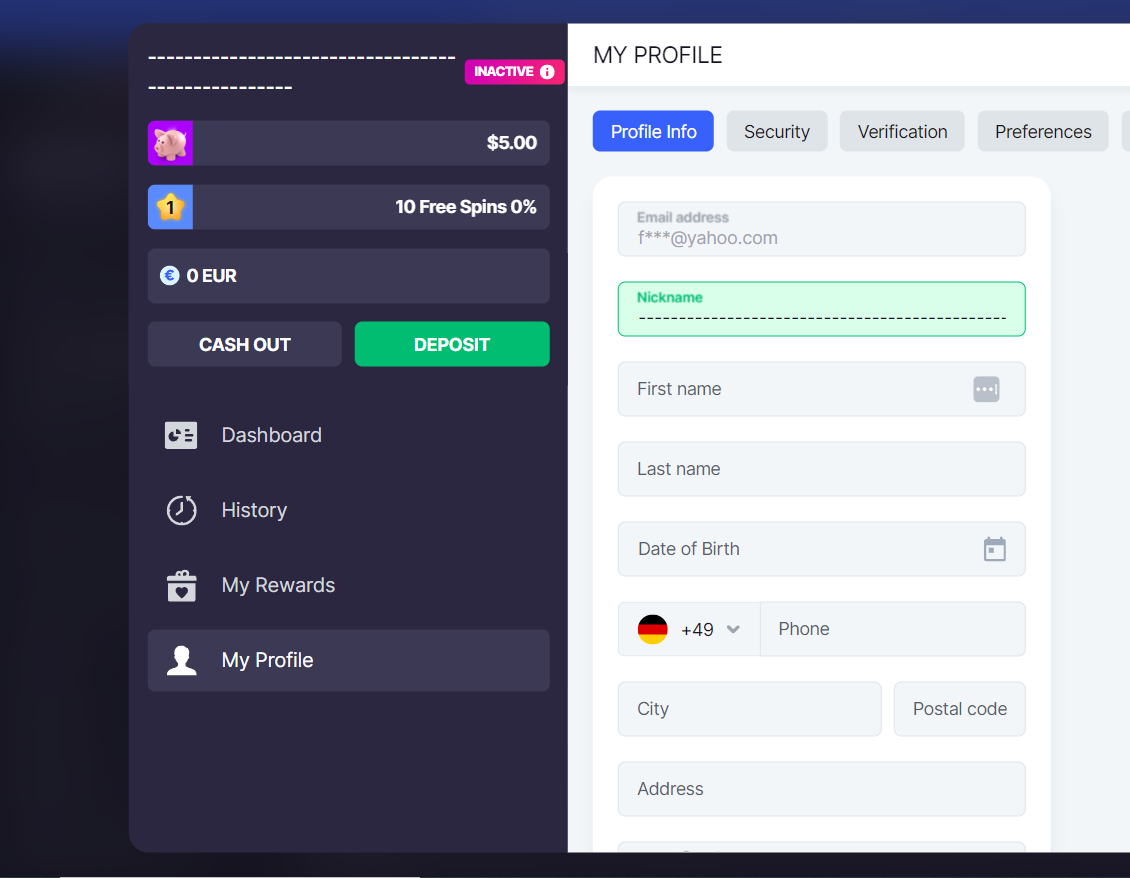 INACTIVE
$5.00
1
10 Free Spins 0%
€ 0 EUR
CASH OUT
DEPOSIT
Dashboard
History
My Rewards
My Profile
MY PROFILE
Profile Info
Security
Verification
Preferences
Email address
f***@yahoo.com
Nickname
----------------------------------------------
First name
Last name
Date of Birth
+49
Phone
City
Postal code
Address